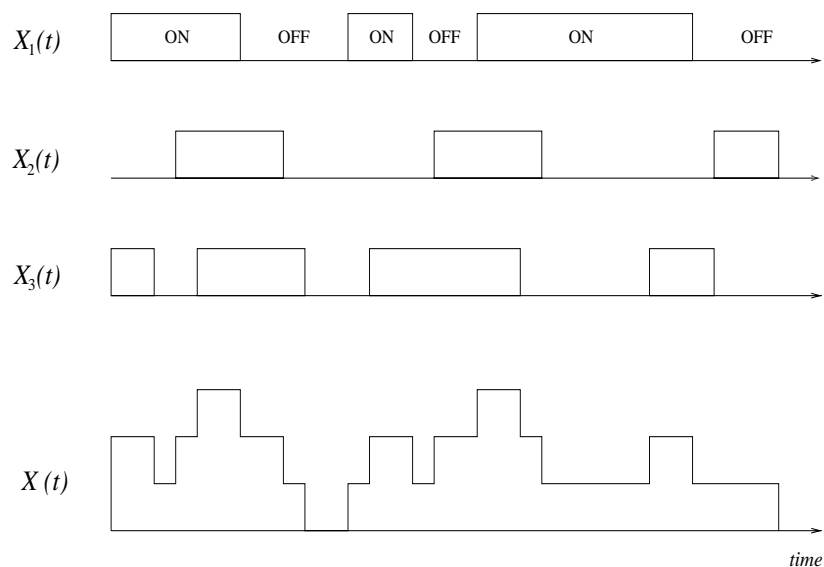 X₁(t) ON OFF ON OFF ON OFF
X₂(t)
X₃(t)
X (t)
time